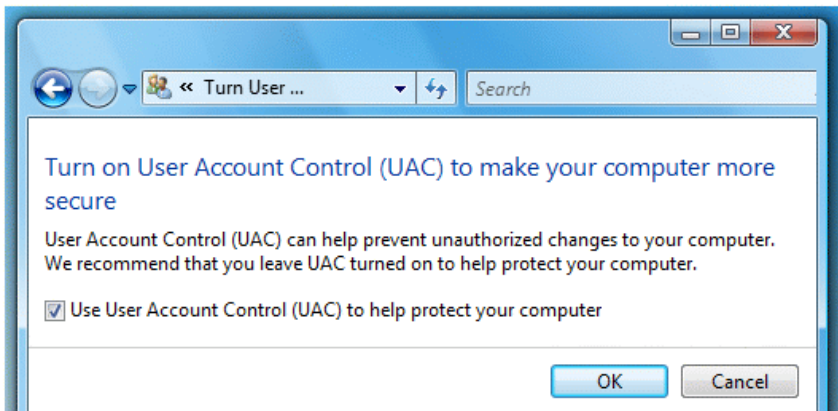 « Turn User ...
Search
Turn on User Account Control (UAC) to make your computer more
secure
User Account Control (UAC) can help prevent unauthorized changes to your computer.
We recommend that you leave UAC turned on to help protect your computer.
Use User Account Control (UAC) to help protect your computer
OK
Cancel